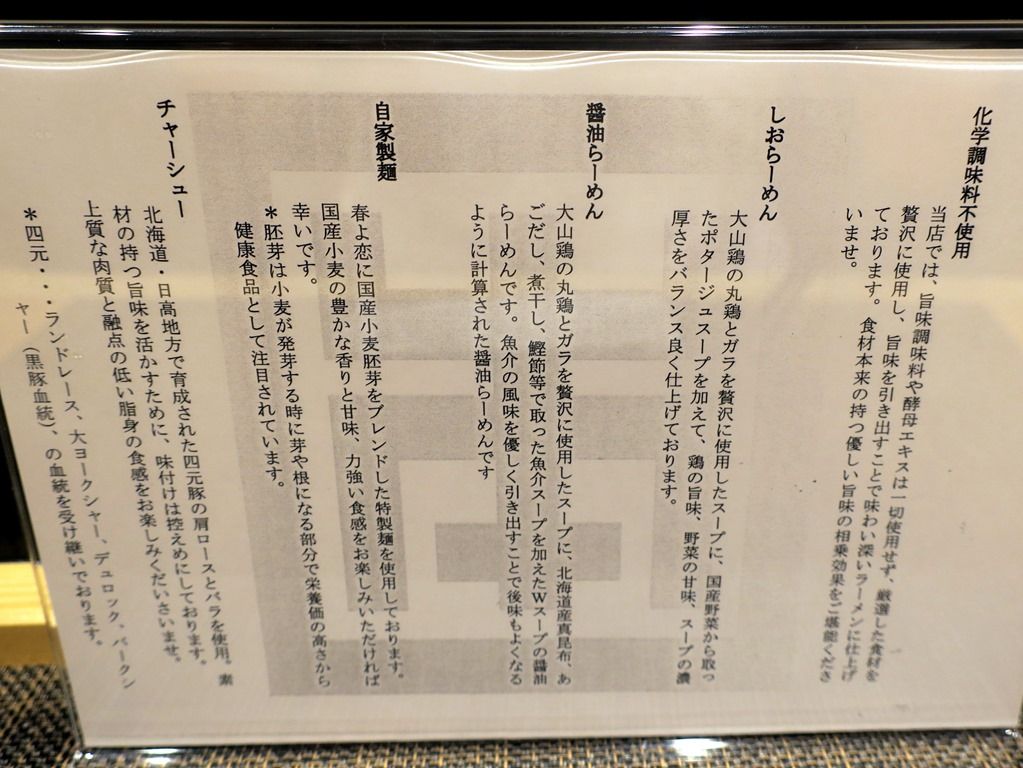 化学調味料不使用
当店では、旨味調味料や酵母エキスは一切使用せず、厳選した食材を
贅沢に使用し、旨味を引き出すことで味わい深いラーメンに仕上げ
ております。食材本来の持つ優しい旨味の相乗効果をご堪能くださ
いませ。
しおらーめん
大山鶏の丸鶏とガラを贅沢に使用したスープに、国産野菜から取っ
たポタージュスープを加えて、鶏の旨味、野菜の甘味、スープの濃
厚さをバランス良く仕上げております。
醤油らーめん
大山鶏の丸鶏とガラを贅沢に使用したスープに、北海道産真昆布、あ
ごだし、煮干し、鰹節等で取った魚介スープを加えたWスープの醤油
らーめんです。魚介の風味を優しく引き出すことで後味もよくなる
ように計算された醤油らーめんです
自家製麺
春よ恋に国産小麦胚芽をブレンドした特製麺を使用しております。
国産小麦の豊かな香りと甘味、力強い食感をお楽しみいただければ
幸いです。
*胚芽は小麦が発芽する時に芽や根になる部分で栄養価の高さから
健康食品として注目されています。
チャーシュー
北海道・日高地方で育成された四元豚の肩ロースとバラを使用。素
材の持つ旨味を活かすために、味付けは控えめにしております。
上質な肉質と融点の低い脂身の食感をお楽しみくだいさいませ。
*四元・・・ランドレース、大ヨークシャー、デュロック、バークシ
ャー（黒豚血統）、の血統を受け継いでおります。